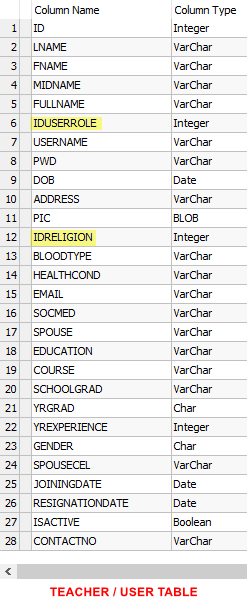 Column Name Column Type
1 ID Integer
2 LNAME VarChar
3 FNAME VarChar
4 MIDNAME VarChar
5 FULLNAME VarChar
6 IDUSERROLE Integer
7 USERNAME VarChar
8 PWD VarChar
9 DOB Date
10 ADDRESS VarChar
11 PIC BLOB
12 IDRELIGION Integer
13 BLOODTYPE VarChar
14 HEALTHCOND VarChar
15 EMAIL VarChar
16 SOCMED VarChar
17 SPOUSE VarChar
18 EDUCATION VarChar
19 COURSE VarChar
20 SCHOOLGRAD VarChar
21 YRGRAD Char
22 YREXPERIENCE Integer
23 GENDER Char
24 SPOUSECEL VarChar
25 JOININGDATE Date
26 RESIGNATIONDATE Date
27 ISACTIVE Boolean
28 CONTACTNO VarChar
TEACHER / USER TABLE